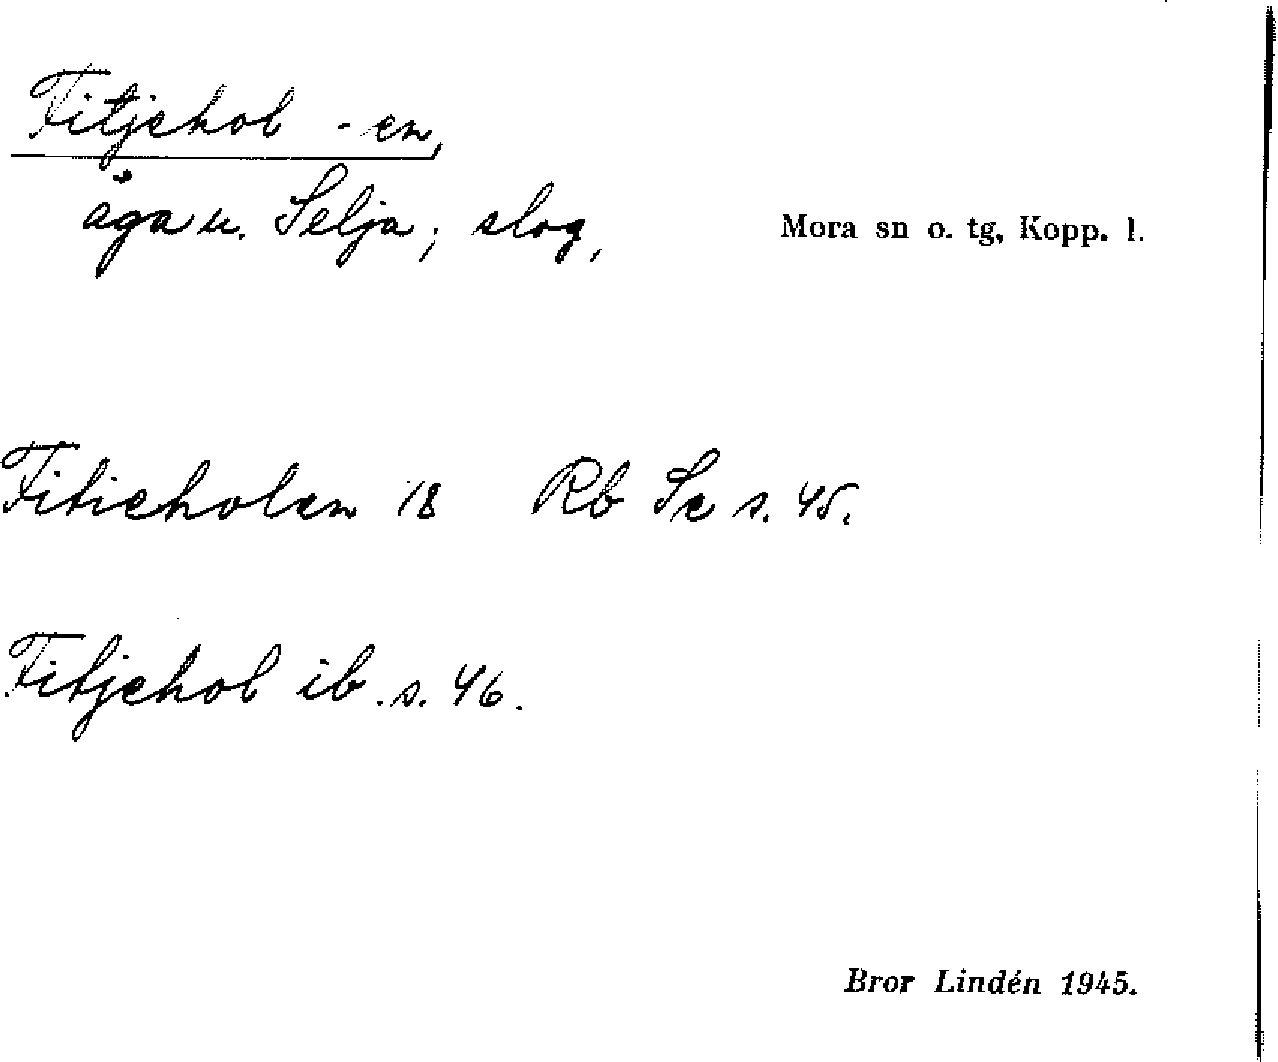 Fitjehol -en,
äga u. Selja; slog,
Mora sn o. tg, Kopp. l.
Fitieholen 18 Rb Se s. 45.
Fitjehol ib. s. 46.
Bror Lindén 1945.